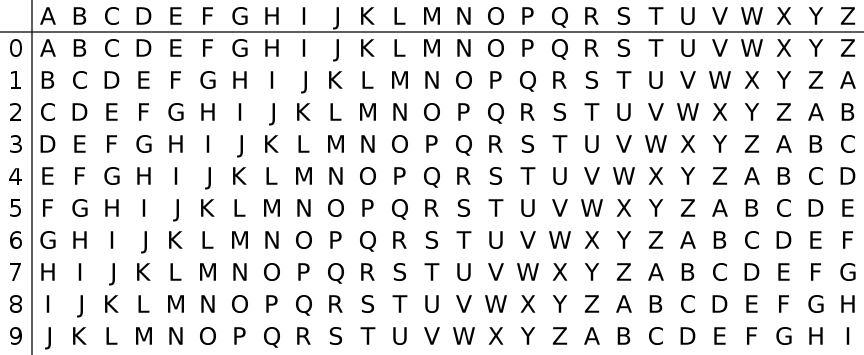 A B C D E F G H I J K L M N O P Q R S T U V W X Y Z
0 A B C D E F G H I J K L M N O P Q R S T U V W X Y Z
1 B C D E F G H I J K L M N O P Q R S T U V W X Y Z A
2 C D E F G H I J K L M N O P Q R S T U V W X Y Z A B
3 D E F G H I J K L M N O P Q R S T U V W X Y Z A B C
4 E F G H I J K L M N O P Q R S T U V W X Y Z A B C D
5 F G H I J K L M N O P Q R S T U V W X Y Z A B C D E
6 G H I J K L M N O P Q R S T U V W X Y Z A B C D E F
7 H I J K L M N O P Q R S T U V W X Y Z A B C D E F G
8 I J K L M N O P Q R S T U V W X Y Z A B C D E F G H
9 J K L M N O P Q R S T U V W X Y Z A B C D E F G H I